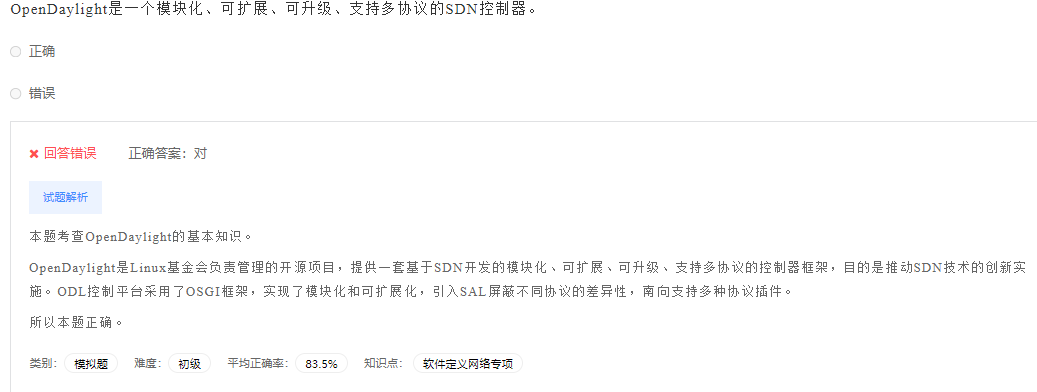 OpenDaylight是一个模块化、可扩展、可升级、支持多协议的SDN控制器。
正确
错误
回答错误 正确答案：对
试题解析
本题考查OpenDaylight的基本知识。
OpenDaylight是Linux基金会负责管理的开源项目，提供一套基于SDN开发的模块化、可扩展、可升级、支持多协议的控制器框架，目的是推动SDN技术的创新实
施。ODL控制平台采用了OSGI框架，实现了模块化和可扩展化，引入SAL屏蔽不同协议的差异性，南向支持多种协议插件。
所以本题正确。
类别： 模拟题 难度： 初级 平均正确率： 83.5% 知识点： 软件定义网络专项